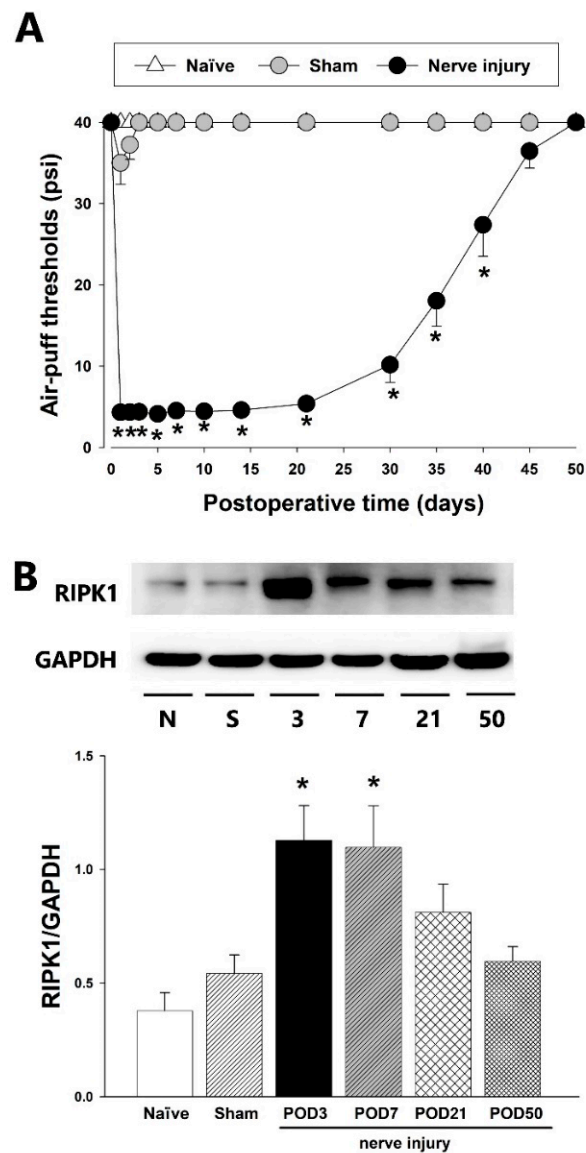 A
Naïve Sham Nerve injury
Air-puff thresholds (psi)
40
30
20
10
0
* * * * * * * * * * *
0 5 10 15 20 25 30 35 40 45 50
Postoperative time (days)
B
RIPK1
GAPDH
N S 3 7 21 50
RIPK1/GAPDH
1.5
1.0
0.5
0.0
* *
Naïve Sham POD3 POD7 POD21 POD50
nerve injury